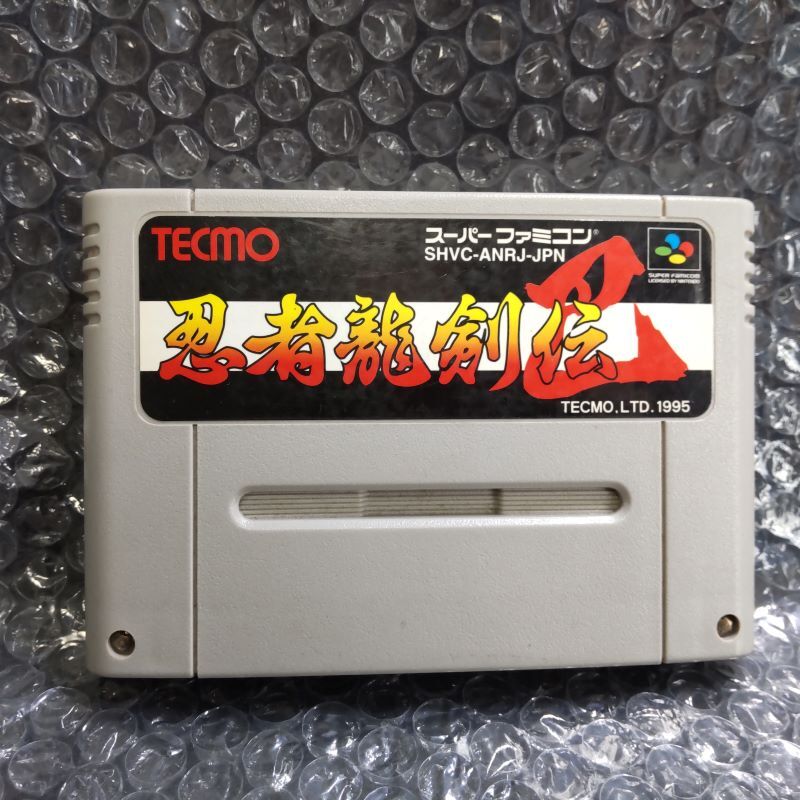 TECMO
スーパーファミコン®
SHVC-ANRJ-JPN
SUPER FAMICOM
LICENSED BY NINTENDO
忍者龍剣伝
巴
TECMO.LTD.1995